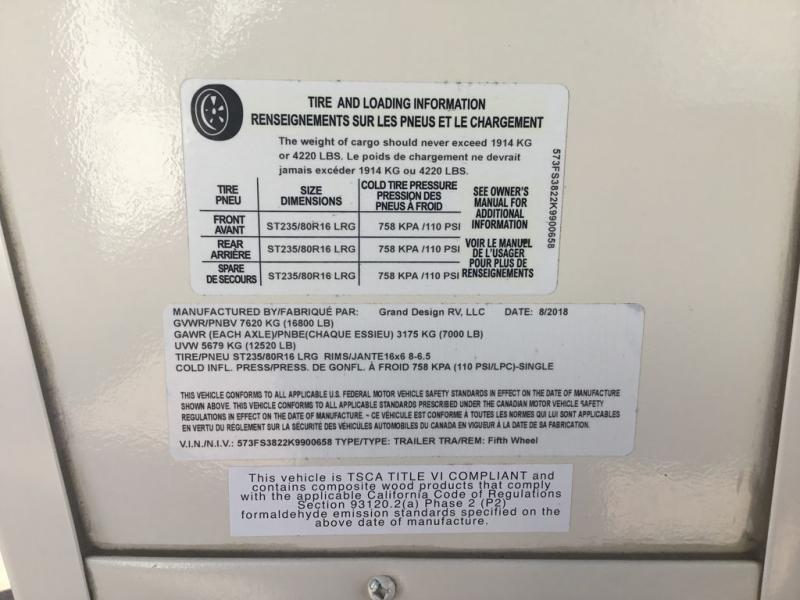 TIRE AND LOADING INFORMATION
RENSEIGNEMENTS SUR LES PNEUS ET LE CHARGEMENT
The weight of cargo should never exceed 1914 KG
or 4220 LBS. Le poids de chargement ne devrait
jamais excéder 1914 KG ou 4220 LBS.
TIRE
PNEU
SIZE
DIMENSIONS
COLD TIRE PRESSURE
PRESSION DES
PNEUS À FROID
FRONT
AVANT
ST235/80R16 LRG
758 KPA /110 PSI
REAR
ARRIÈRE
ST235/80R16 LRG
758 KPA /110 PSI
SPARE
DE SECOURS
ST235/80R16 LRG
758 KPA /110 PSI
SEE OWNER'S
MANUAL FOR
ADDITIONAL
INFORMATION
VOIR LE MANUEL
DE L'USAGER
POUR PLUS DE
RENSEIGNEMENTS
573FS3822K9900658
MANUFACTURED BY/FABRIQUÉ PAR: Grand Design RV, LLC DATE: 8/2018
GVWR/PNBV 7620 KG (16800 LB)
GAWR (EACH AXLE)/PNBE(CHAQUE ESSIEU) 3175 KG (7000 LB)
UVW 5679 KG (12520 LB)
TIRE/PNEU ST235/80R16 LRG RIMS/JANTE16x6 8-6.5
COLD INFL. PRESS/PRESS. DE GONFL. À FROID 758 KPA (110 PSI/LPC)-SINGLE
THIS VEHICLE CONFORMS TO ALL APPLICABLE U.S. FEDERAL MOTOR VEHICLE SAFETY STANDARDS IN EFFECT ON THE DATE OF MANUFACTURE
SHOWN ABOVE. THIS VEHICLE CONFORMS TO ALL APPLICABLE STANDARDS PRESCRIBED UNDER THE CANADIAN MOTOR VEHICLE SAFETY
REGULATIONS IN EFFECT ON THE DATE OF MANUFACTURE. - CE VÉHICULE EST CONFORME À TOUTES LES NORMES QUI LUI SONT APPLICABLES
EN VERTU DU RÈGLEMENT SUR LA SÉCURITÉ DES VÉHICULES AUTOMOBILES DU CANADA EN VIGUEUR À LA DATE DE SA FABRICATION.
V.I.N./N.I.V.: 573FS3822K9900658 TYPE/TYPE: TRAILER TRA/REM: Fifth Wheel
This vehicle is TSCA TITLE VI COMPLIANT and
contains composite wood products that comply
with the applicable California Code of Regulations
Section 93120.2(a) Phase 2 (P2)
formaldehyde emission standards specified on the
above date of manufacture.